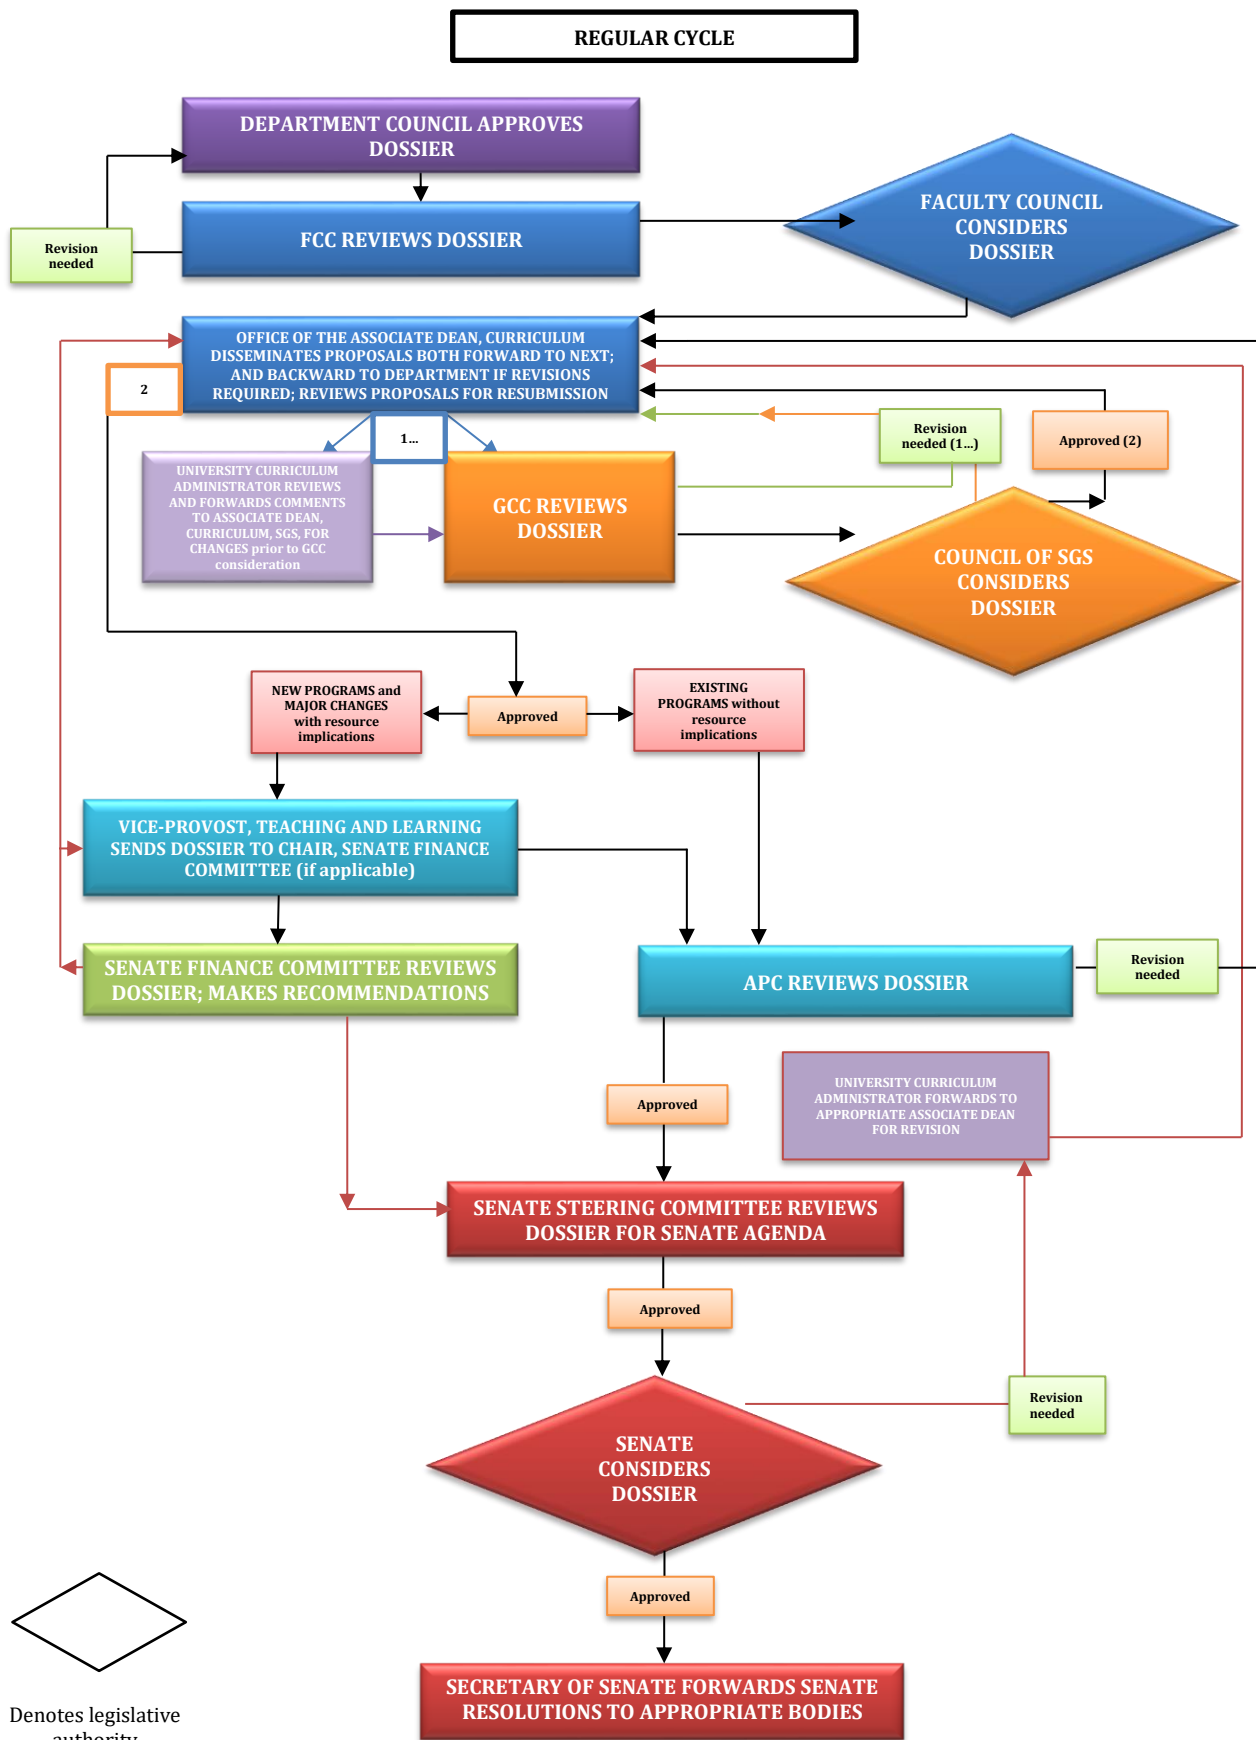 REGULAR CYCLE
DEPARTMENT COUNCIL APPROVES
DOSSIER
FACULTY COUNCIL
CONSIDERS
DOSSIER
FCC REVIEWS DOSSIER
Revision
needed
OFFICE OF THE ASSOCIATE DEAN, CURRICULUM
DISSEMINATES PROPOSALS BOTH FORWARD TO NEXT;
AND BACKWARD TO DEPARTMENT IF REVISIONS
REQUIRED; REVIEWS PROPOSALS FOR RESUBMISSION
2
1...
Revision
needed (1...)
Approved (2)
UNIVERSITY CURRICULUM
ADMINISTRATOR REVIEWS
AND FORWARDS COMMENTS
TO ASSOCIATE DEAN,
CURRICULUM, SGS, FOR
CHANGES prior to GCC
consideration
GCC REVIEWS
DOSSIER
COUNCIL OF SGS
CONSIDERS
DOSSIER
NEW PROGRAMS and
MAJOR CHANGES
with resource
implications
Approved
EXISTING
PROGRAMS without
resource
implications
VICE-PROVOST, TEACHING AND LEARNING
SENDS DOSSIER TO CHAIR, SENATE FINANCE
COMMITTEE (if applicable)
SENATE FINANCE COMMITTEE REVIEWS
DOSSIER; MAKES RECOMMENDATIONS
APC REVIEWS DOSSIER
Revision
needed
UNIVERSITY CURRICULUM
ADMINISTRATOR FORWARDS TO
APPROPRIATE ASSOCIATE DEAN
FOR REVISION
Approved
SENATE STEERING COMMITTEE REVIEWS
DOSSIER FOR SENATE AGENDA
Approved
Revision
needed
SENATE
CONSIDERS
DOSSIER
Approved
SECRETARY OF SENATE FORWARDS SENATE
RESOLUTIONS TO APPROPRIATE BODIES
Denotes legislative
authority